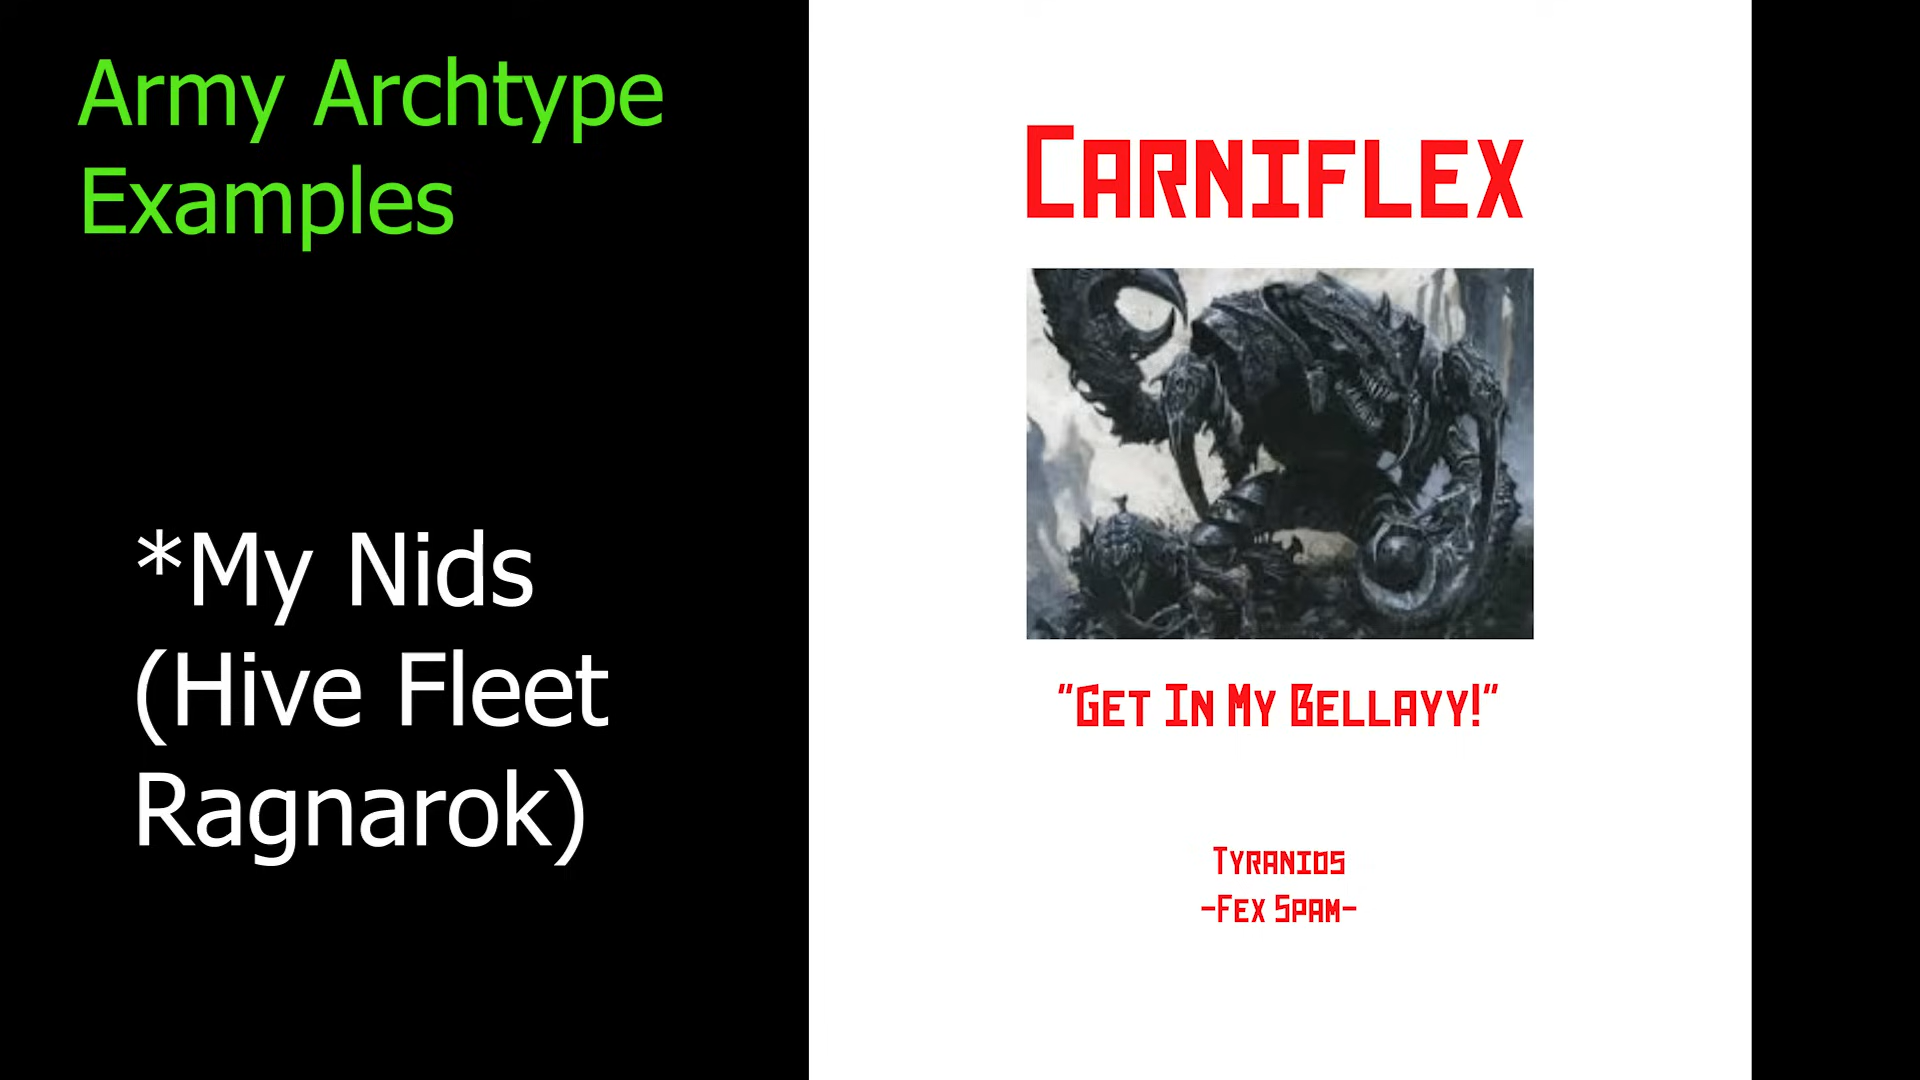 Army Archtype
Examples
*My Nids
(Hive Fleet
Ragnarok)
Carniflex
"Get In My Bellayy!"
Tyranids
-Fex Spam-